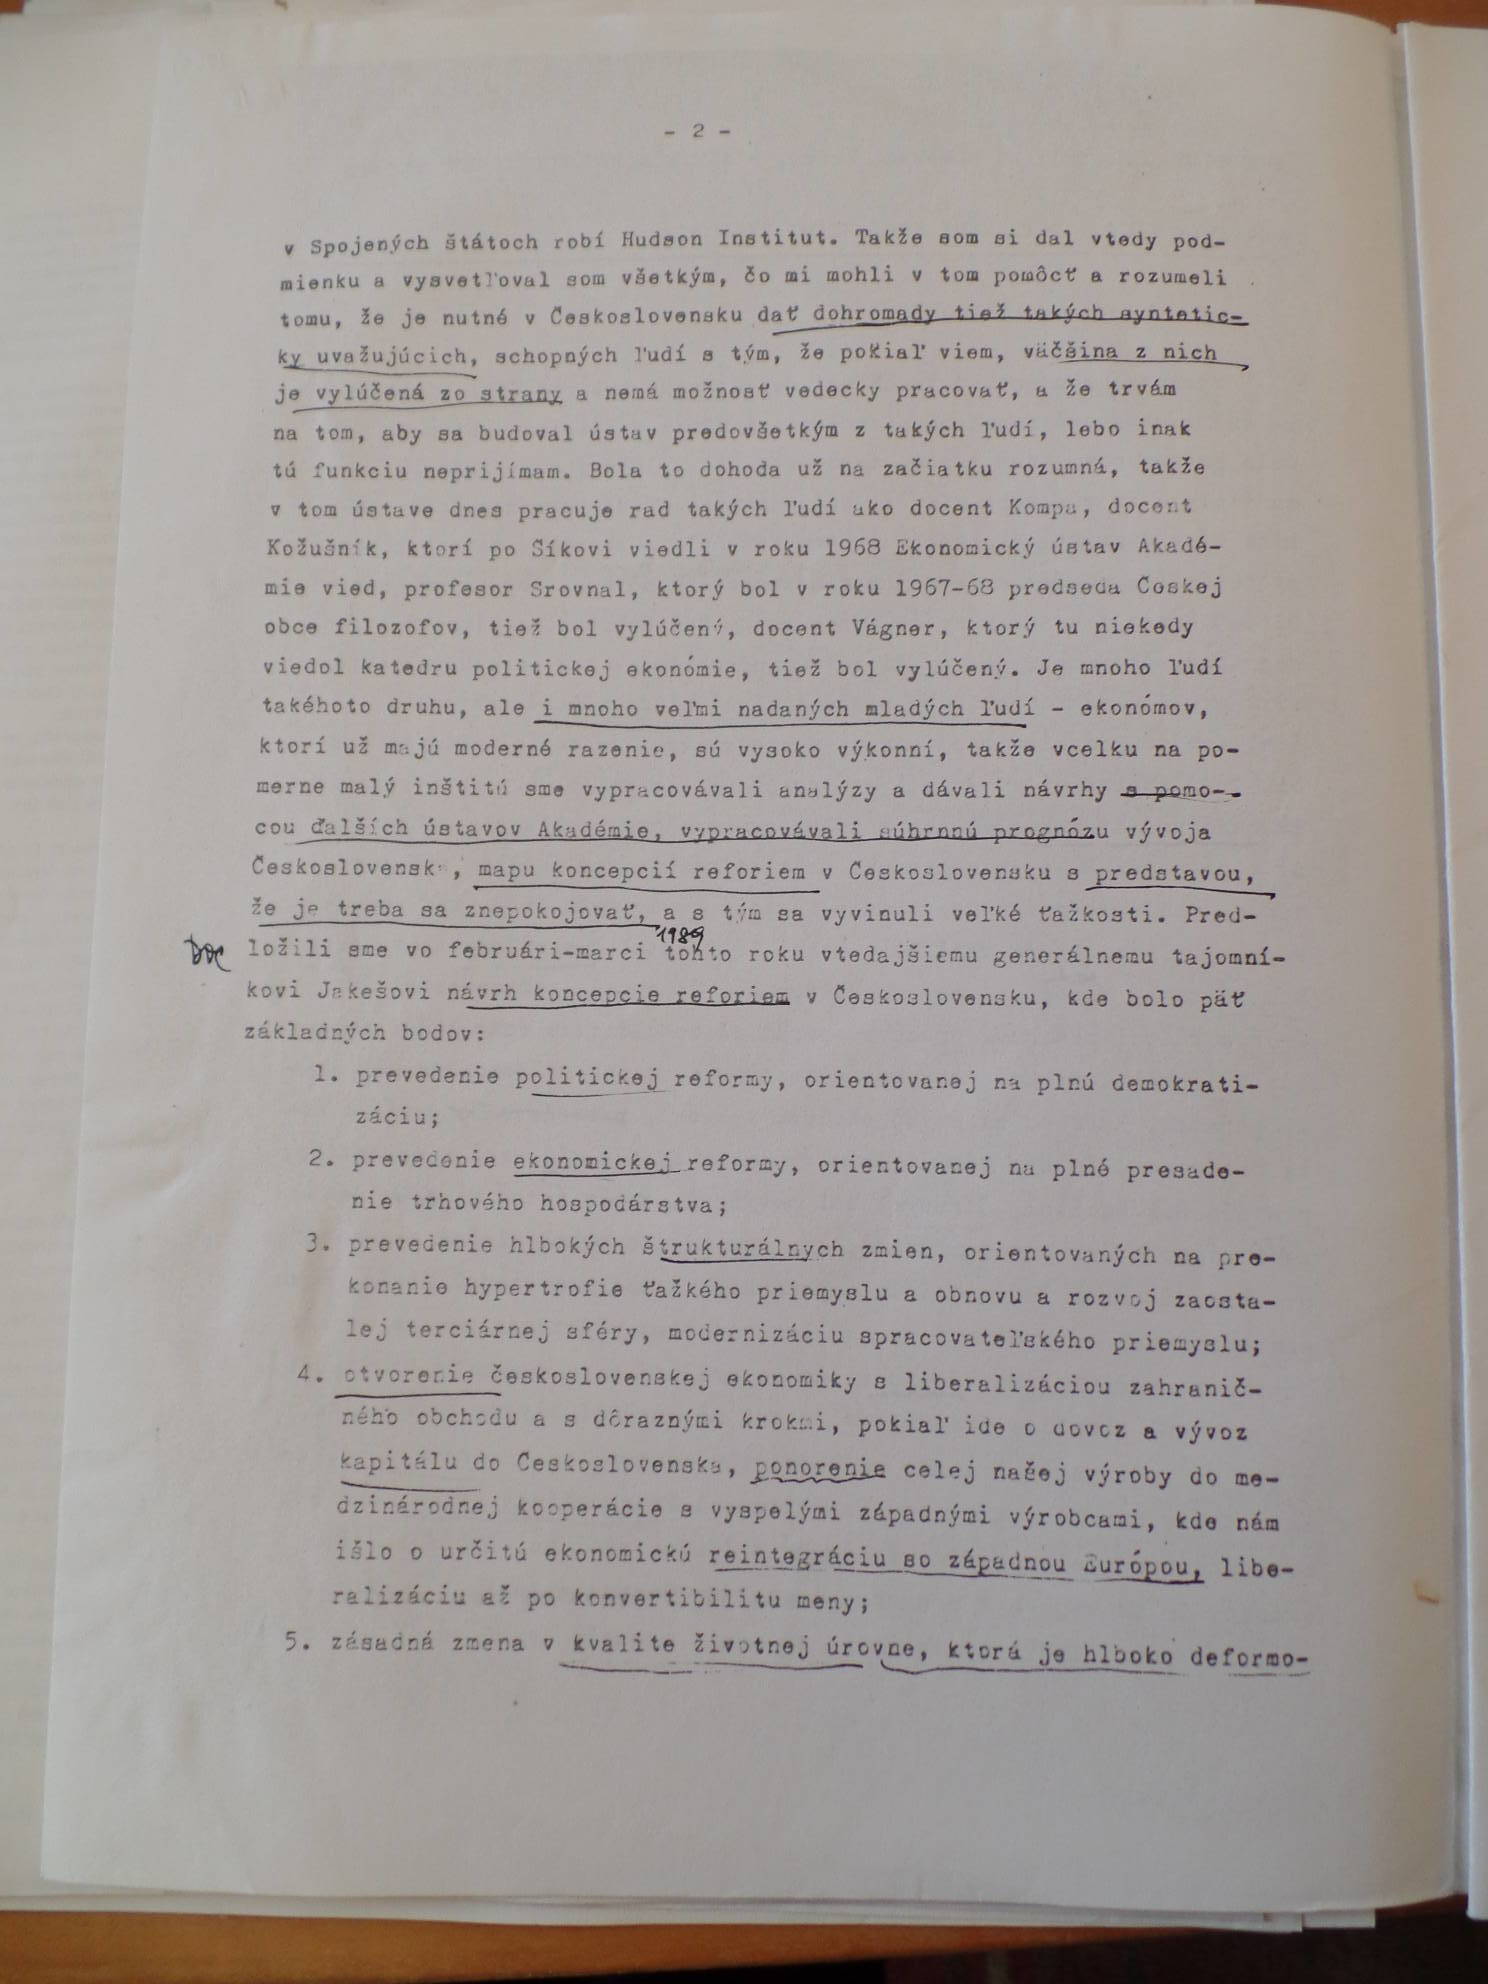 - 2 -
v Spojených štátoch robí Hudson Institut. Takže som si dal vtedy pod-
mienku a vysvetľoval som všetkým, čo mi mohli v tom pomôcť a rozumeli
tomu, že je nutné v Československu dať dohromady tiež takých syntetic-
ky uvažujúcich, schopných ľudí s tým, že pokiaľ viem, väčšina z nich
je vylúčená zo strany a nemá možnosť vedecky pracovať, a že trvám
na tom, aby sa budoval ústav predovšetkým z takých ľudí, lebo inak
tú funkciu neprijímam. Bola to dohoda už na začiatku rozumná, takže
v tom ústave dnes pracuje rad takých ľudí ako docent Kompa, docent
Kožušník, ktorí po Šíkovi viedli v roku 1968 Ekonomický ústav Akadé-
mie vied, profesor Srovnal, ktorý bol v roku 1967-68 predseda Českej
obce filozofov, tiež bol vylúčený, docent Vágner, ktorý tu niekedy
viedol katedru politickej ekonómie, tiež bol vylúčený. Je mnoho ľudí
takéhoto druhu, ale i mnoho veľmi nadaných mladých ľudí - ekonómov,
ktorí už majú moderné razenie, sú vysoko výkonní, takže vcelku na po-
merne malý inštitú sme vypracovávali analýzy a dávali návrhy s pomo-
cou ďalších ústavov Akadémie, vypracovávali súhrnnú prognózu vývoja
Československa, mapu koncepcií reforiem v Československu s predstavou,
že je treba sa znepokojovať, a s tým sa vyvinuli veľké ťažkosti. Pred-
1989
DOC ložili sme vo februári-marci tohto roku vtedajšiemu generálnemu tajomní-
kovi Jakešovi návrh koncepcie reforiem v Československu, kde bolo päť
základných bodov:
1. prevedenie politickej reformy, orientovanej na plnú demokrati-
záciu;
2. prevedenie ekonomickej reformy, orientovanej na plné presade-
nie trhového hospodárstva;
3. prevedenie hlbokých štrukturálnych zmien, orientovaných na pre-
konanie hypertrofie ťažkého priemyslu a obnovu a rozvoj zaosta-
lej terciárnej sféry, modernizáciu spracovateľského priemyslu;
4. otvorenie československej ekonomiky s liberalizáciou zahranič-
ného obchodu a s dôraznými krokmi, pokiaľ ide o dovoz a vývoz
kapitálu do Československa, ponorenie celej našej výroby do me-
dzinárodnej kooperácie s vyspelými západnými výrobcami, kde nám
išlo o určitú ekonomickú reintegráciu so západnou Európou, libe-
ralizáciu až po konvertibilitu meny;
5. zásadná zmena v kvalite životnej úrovne, ktorá je hlboko deformo-